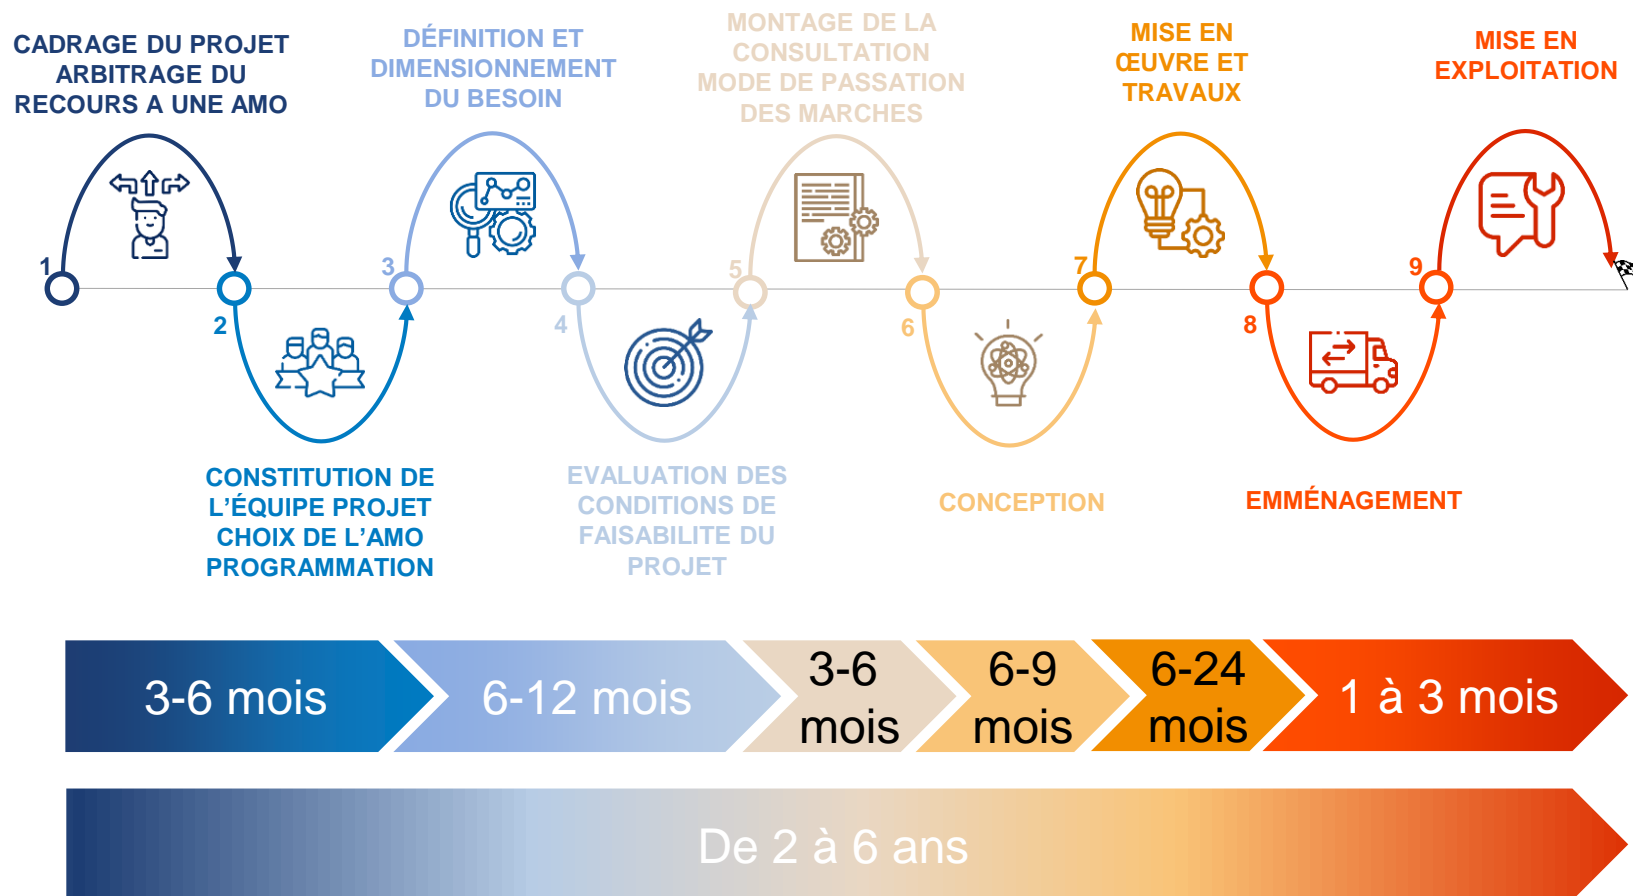 CADRAGE DU PROJET
ARBITRAGE DU
RECOURS A UNE AMO
DÉFINITION ET
DIMENSIONNEMENT
DU BESOIN
MONTAGE DE LA
CONSULTATION
MODE DE PASSATION
DES MARCHES
MISE EN
ŒUVRE ET
TRAVAUX
MISE EN
EXPLOITATION
1
2
3
4
5
6
7
8
9
CONSTITUTION DE
L'ÉQUIPE PROJET
CHOIX DE L'AMO
PROGRAMMATION
EVALUATION DES
CONDITIONS DE
FAISABILITE DU
PROJET
CONCEPTION
EMMÉNAGEMENT
3-6 mois
6-12 mois
3-6
mois
6-9
mois
6-24
mois
1 à 3 mois
De 2 à 6 ans